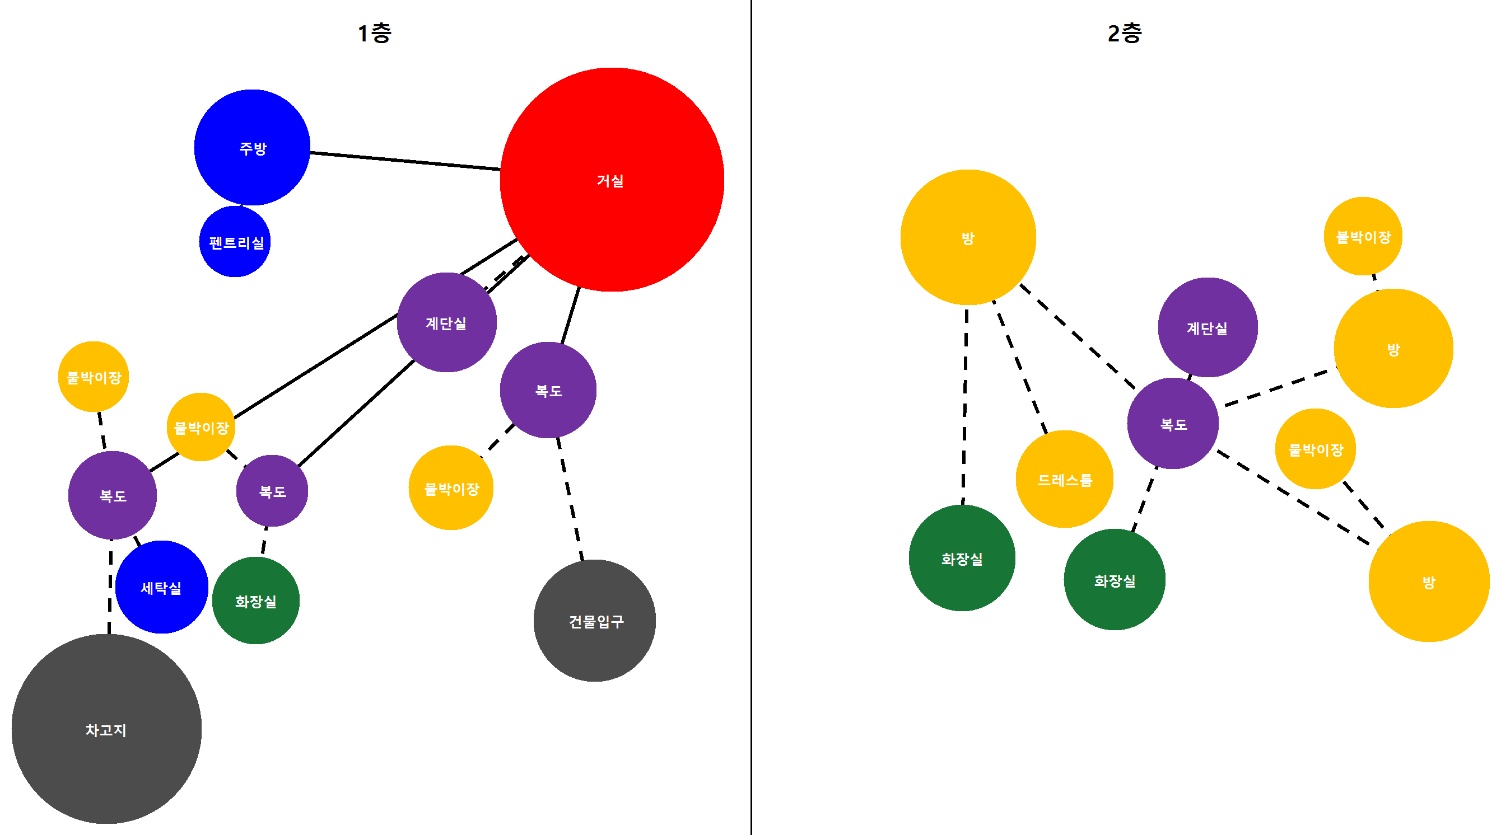 1층
주방
거실
펜트리실
계단실
붙박이장
복도
붙박이장
복도
복도
붙박이장
세탁실
화장실
건물입구
차고지
2층
방
붙박이장
계단실
방
복도
붙박이장
드레스룸
화장실
화장실
방